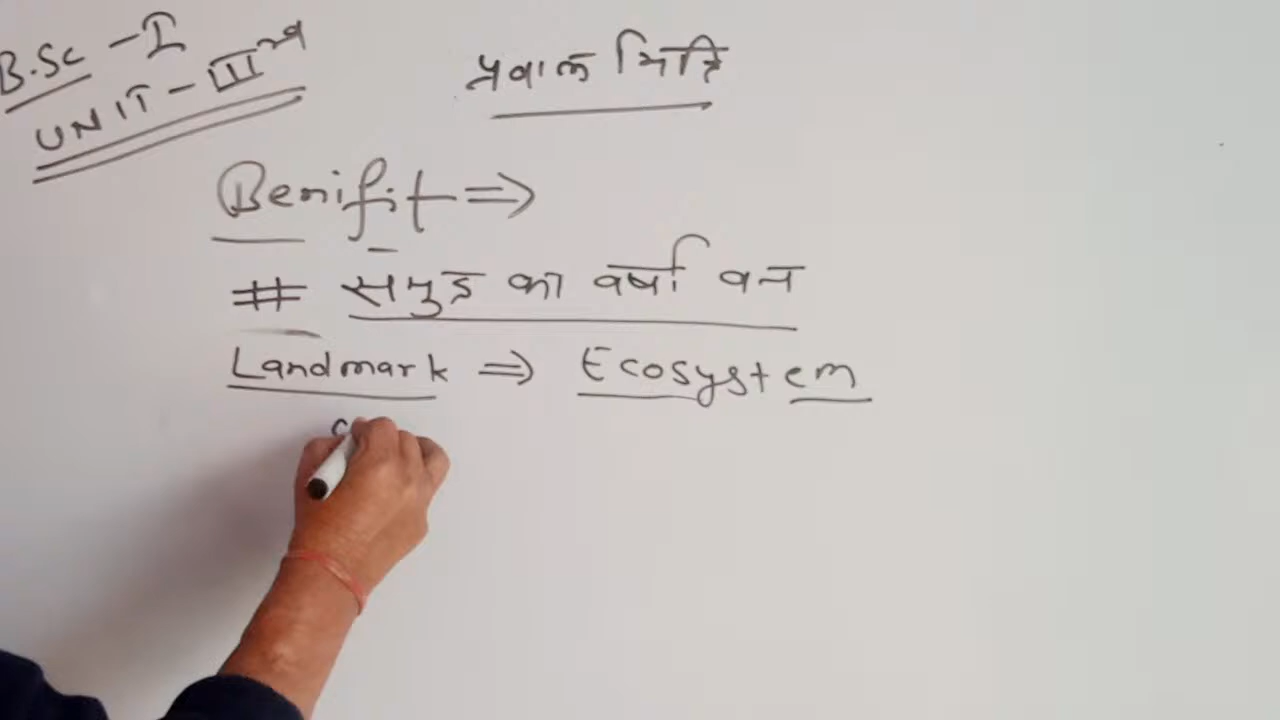 B.Sc - I
UNIT - III
प्रवाल भित्ति
Benifit ⇒
# समुद्र का वर्षा वन
Landmark ⇒ Ecosystem